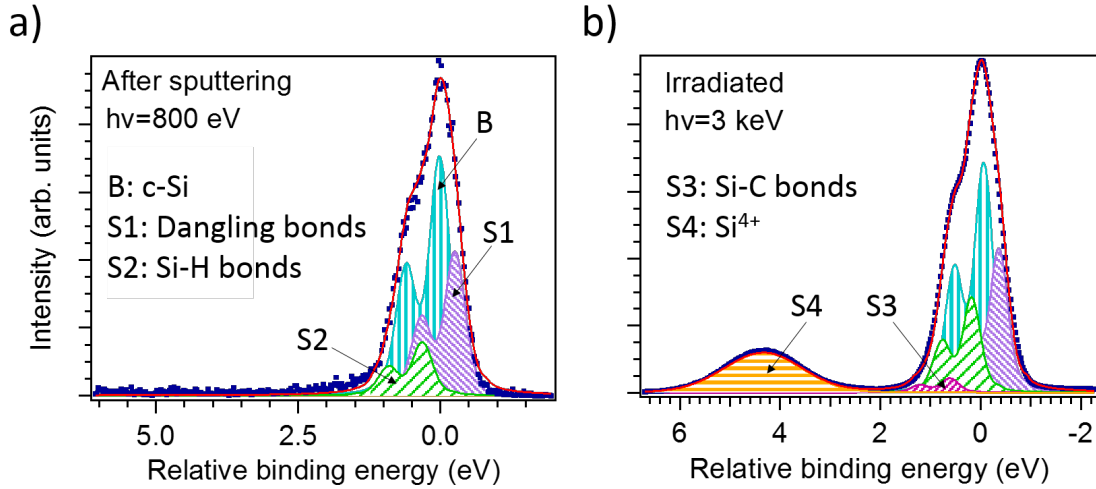 a)
After sputtering
hv=800 eV
B: c-Si
S1: Dangling bonds
S2: Si-H bonds
B
S1
S2
Intensity (arb. units)
5.0
2.5
0.0
Relative binding energy (eV)
b)
Irradiated
hv=3 keV
S3: Si-C bonds
S4: Si⁴⁺
S4
S3
6
4
2
0
-2
Relative binding energy (eV)